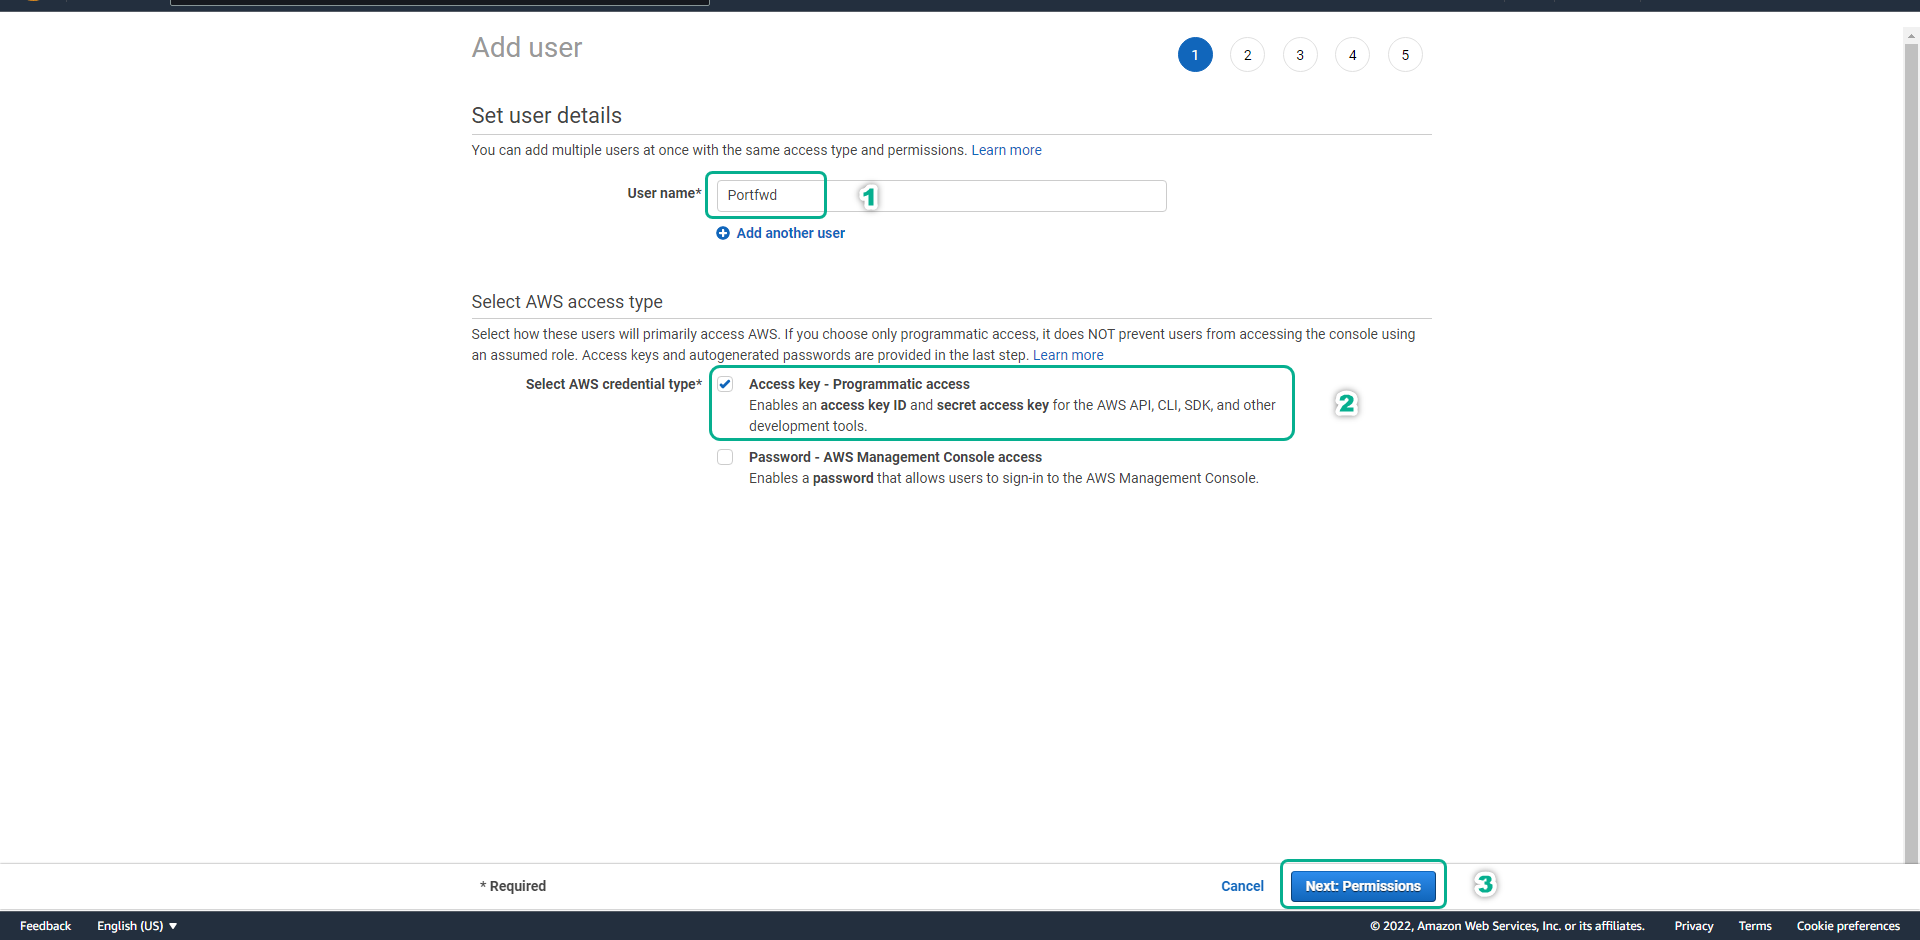 Add user
1 2 3 4 5
Set user details
You can add multiple users at once with the same access type and permissions. Learn more
User name* Portfwd 1
Add another user
Select AWS access type
Select how these users will primarily access AWS. If you choose only programmatic access, it does NOT prevent users from accessing the console using
an assumed role. Access keys and autogenerated passwords are provided in the last step. Learn more
Select AWS credential type* Access key - Programmatic access
Enables an access key ID and secret access key for the AWS API, CLI, SDK, and other 2
development tools.
Password - AWS Management Console access
Enables a password that allows users to sign-in to the AWS Management Console.
* Required Cancel Next: Permissions 3
Feedback English (US) © 2022, Amazon Web Services, Inc. or its affiliates. Privacy Terms Cookie preferences